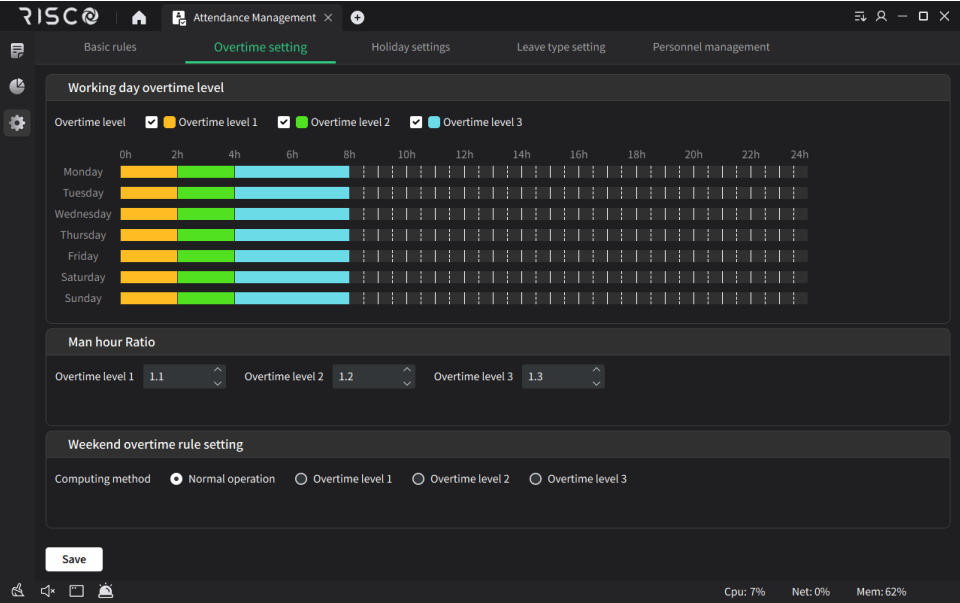 RISCO
Attendance Management
Basic rules
Overtime setting
Holiday settings
Leave type setting
Personnel management
Working day overtime level
Overtime level
Overtime level 1
Overtime level 2
Overtime level 3
0h 2h 4h 6h 8h 10h 12h 14h 16h 18h 20h 22h 24h
Monday
Tuesday
Wednesday
Thursday
Friday
Saturday
Sunday
Man hour Ratio
Overtime level 1 1.1
Overtime level 2 1.2
Overtime level 3 1.3
Weekend overtime rule setting
Computing method
Normal operation
Overtime level 1
Overtime level 2
Overtime level 3
Save
Cpu: 7% Net: 0% Mem: 62%